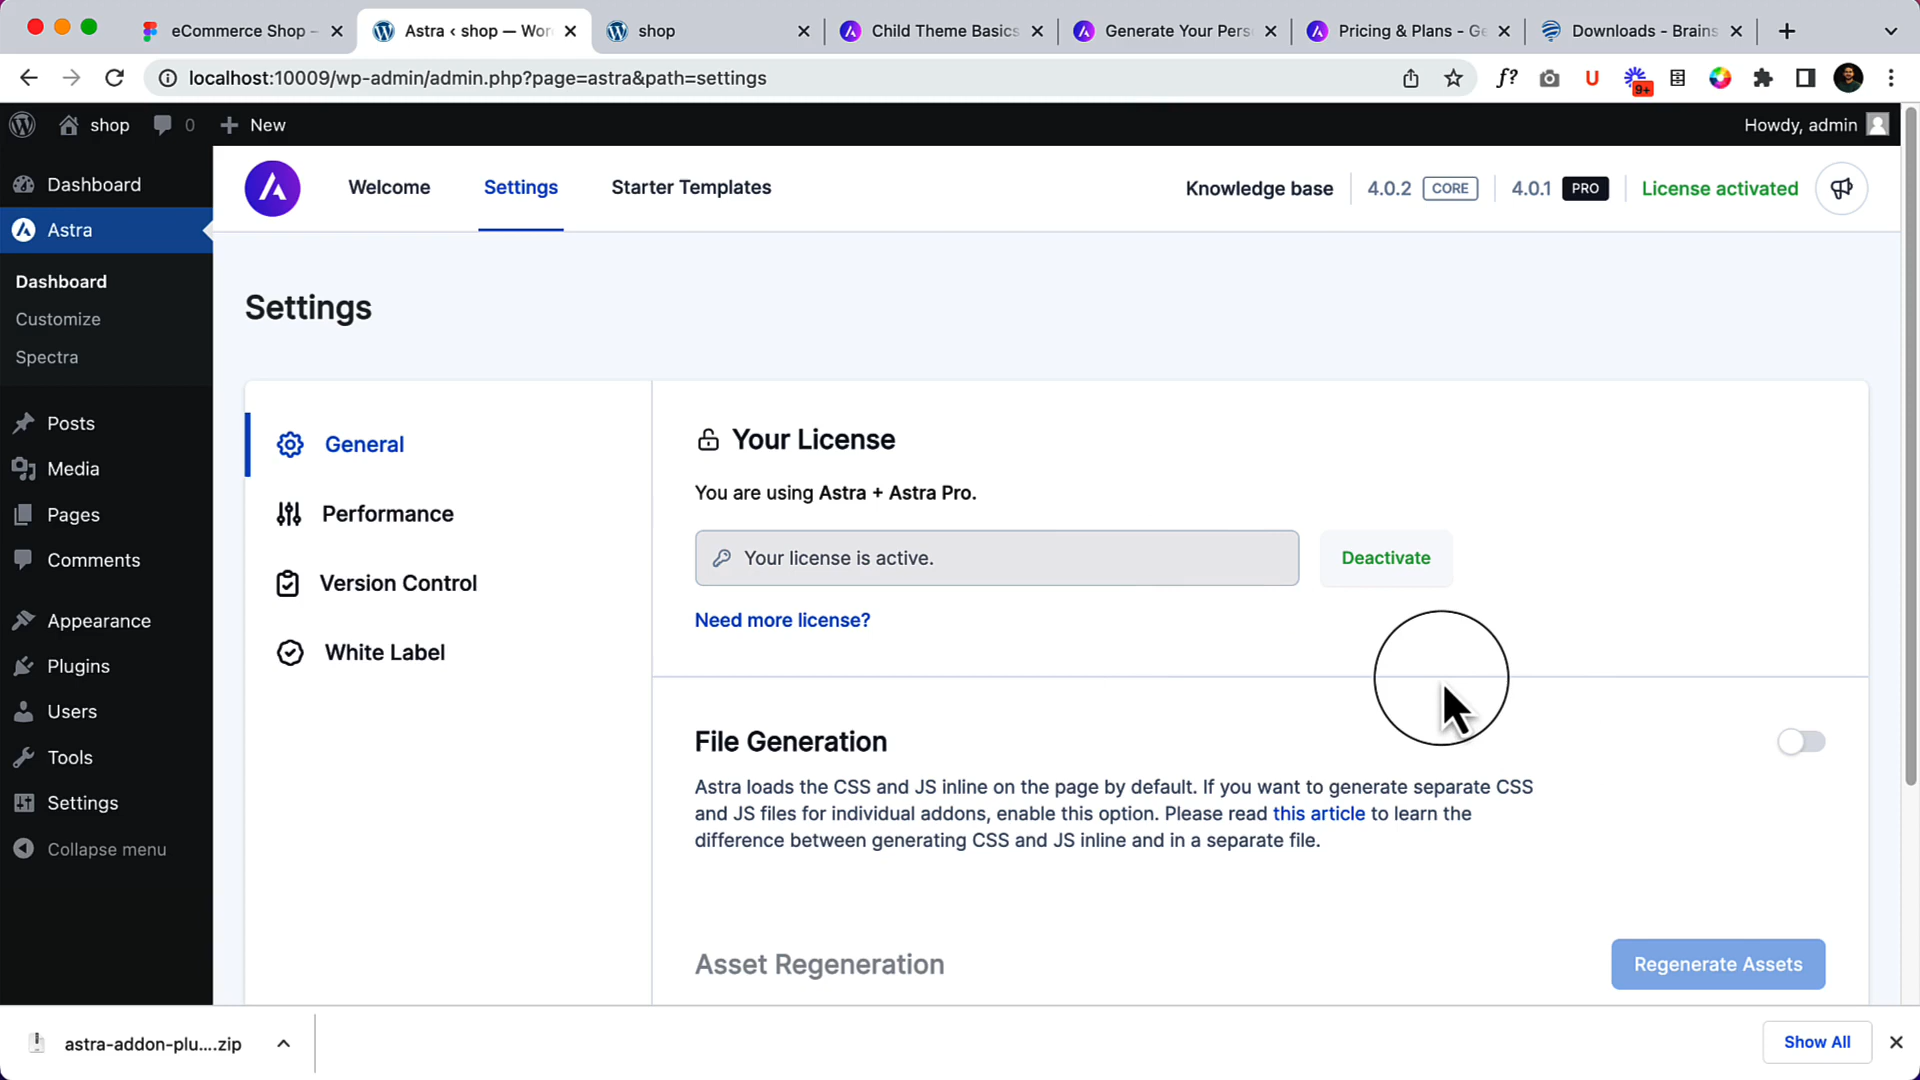 eCommerce Shop -
Astra ‹ shop — Wor
shop
Child Theme Basics
Generate Your Pers
Pricing & Plans - Ge
Downloads - Brains
localhost:10009/wp-admin/admin.php?page=astra&path=settings
f?
U
9+
shop
0
New
Howdy, admin
Dashboard
Astra
Dashboard
Customize
Spectra
Posts
Media
Pages
Comments
Appearance
Plugins
Users
Tools
Settings
Collapse menu
Welcome
Settings
Starter Templates
Knowledge base
4.0.2 CORE
4.0.1 PRO
License activated
Settings
General
Performance
Version Control
White Label
Your License
You are using Astra + Astra Pro.
Your license is active.
Deactivate
Need more license?
File Generation
Astra loads the CSS and JS inline on the page by default. If you want to generate separate CSS
and JS files for individual addons, enable this option. Please read this article to learn the
difference between generating CSS and JS inline and in a separate file.
Asset Regeneration
Regenerate Assets
astra-addon-plu....zip
Show All